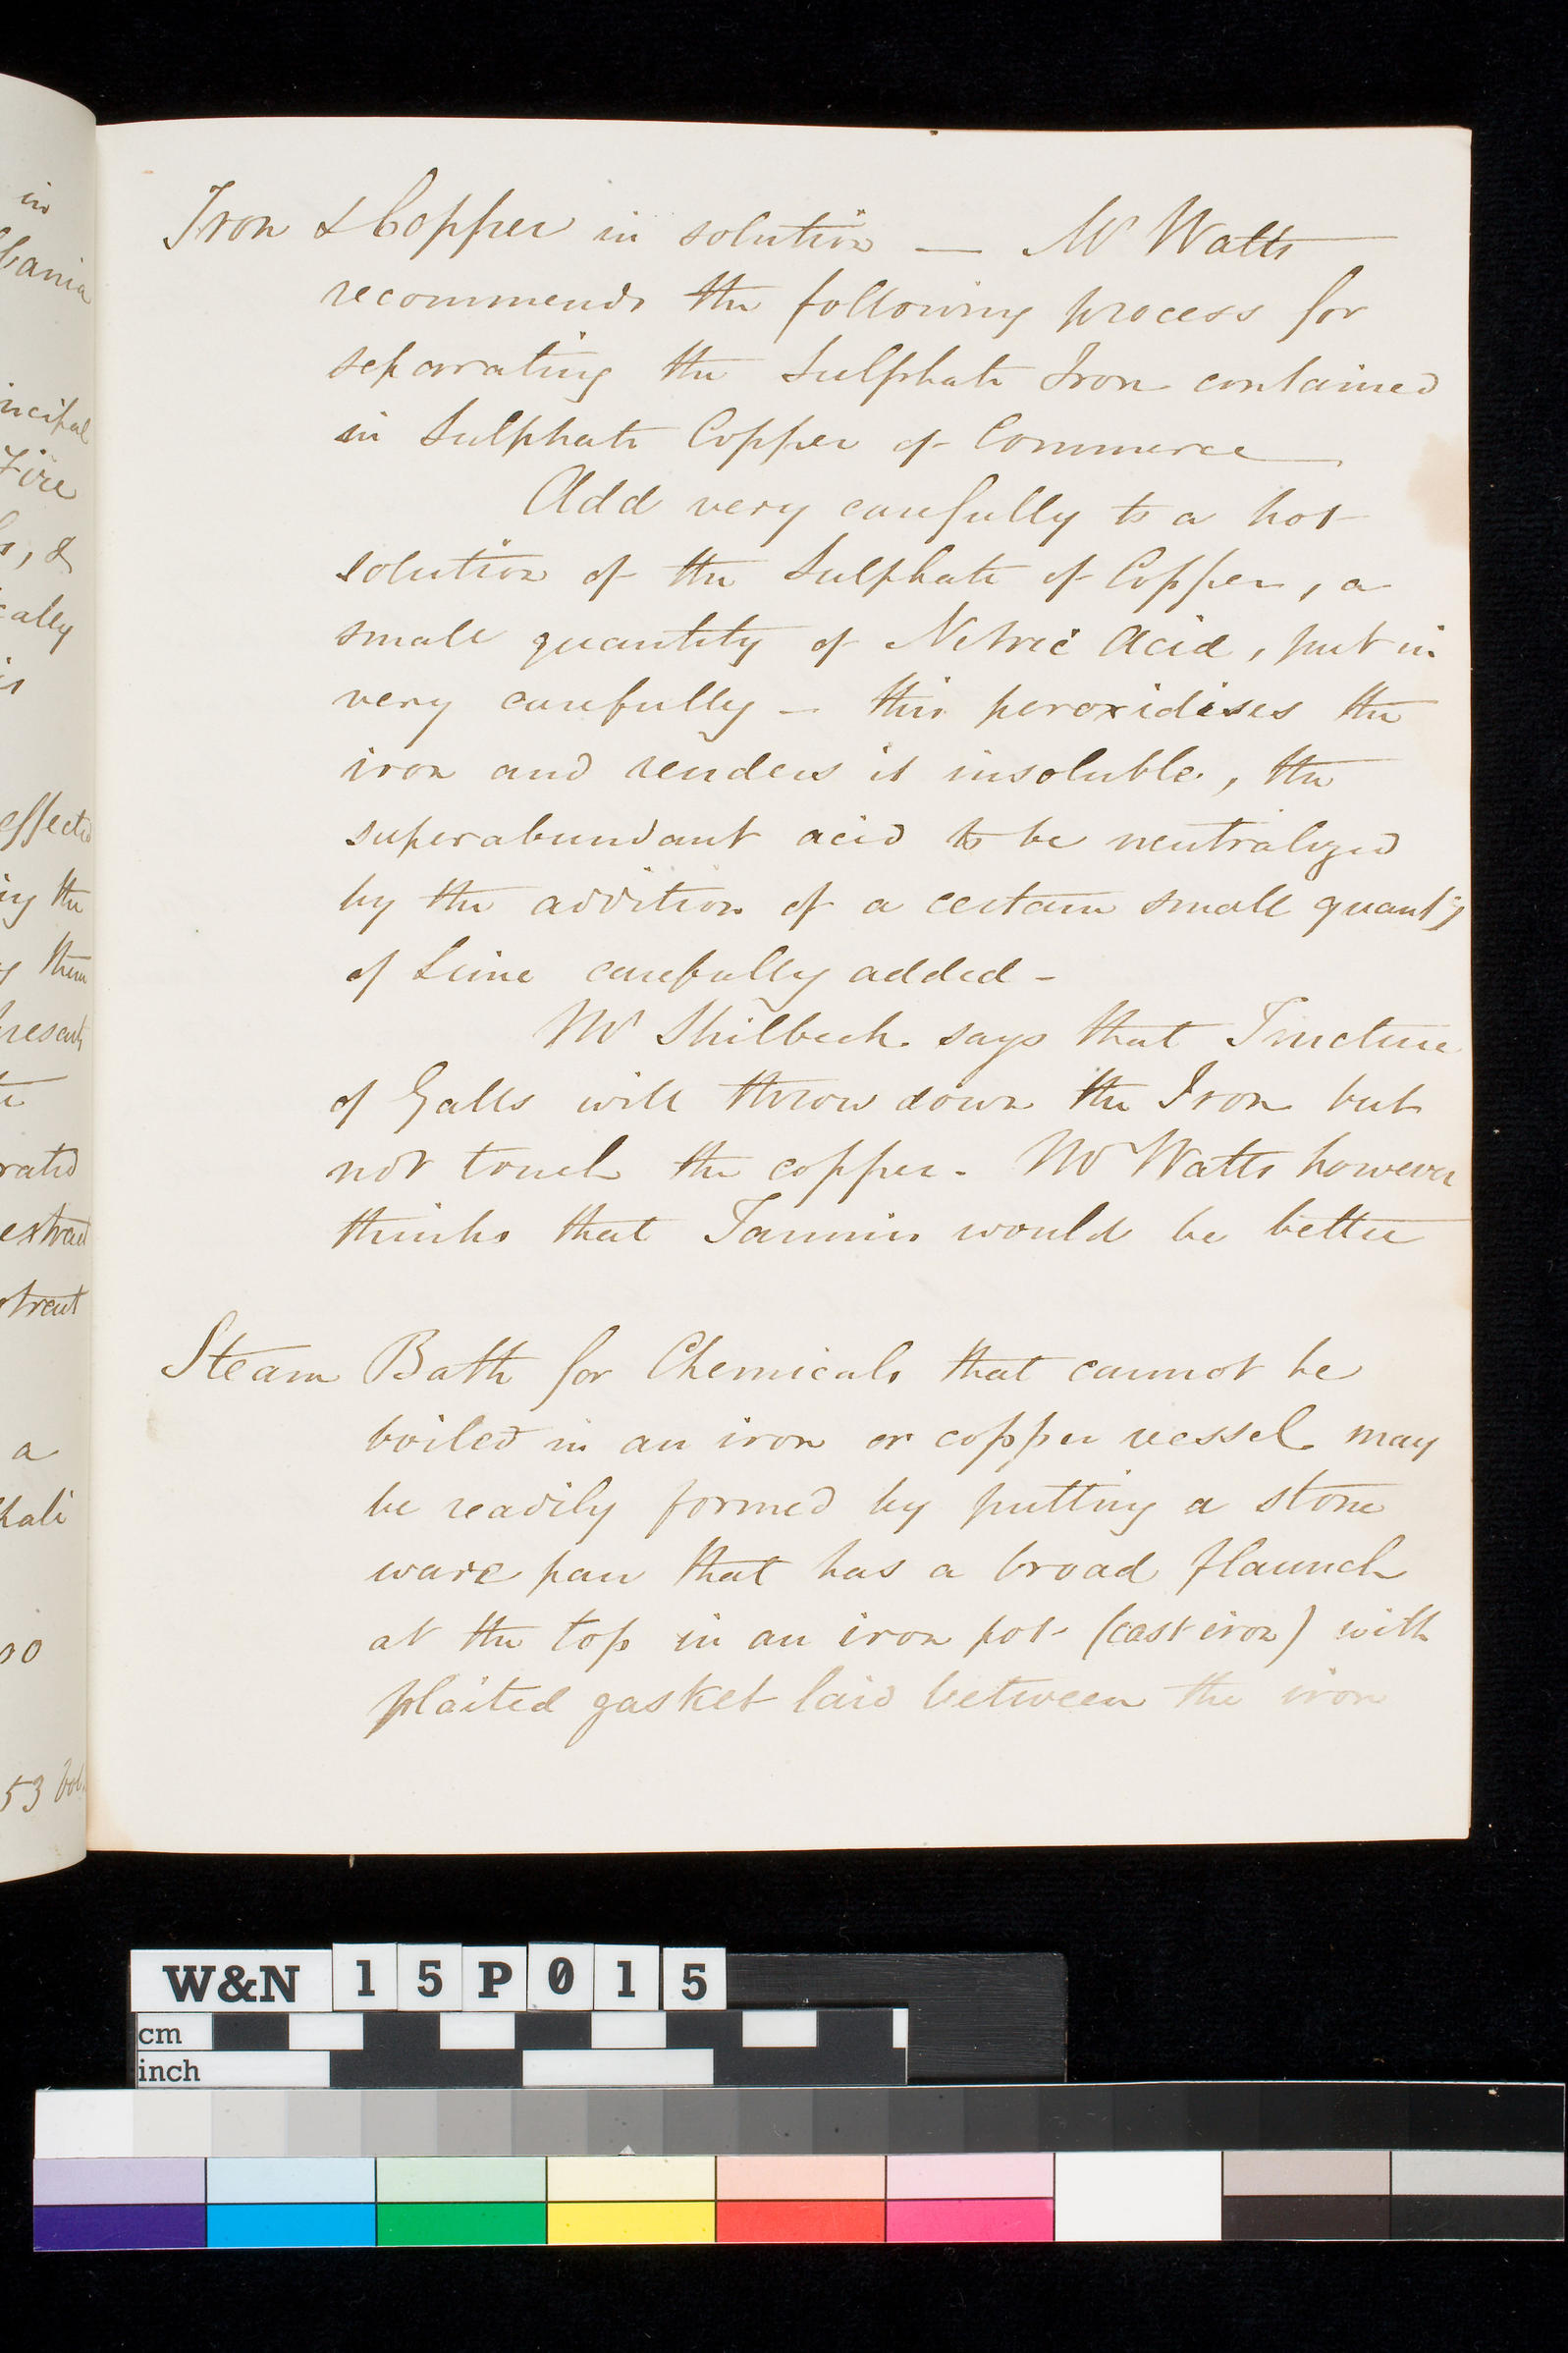 in
bania
incipal
Fire
s, &
cally
is
effected
ing the
g them
present
te
rated
extract
strent
a
kali
00
53 vol.
Iron & Copper in solution — Mr Watts
recommends the following process for
separating the Sulphate Iron contained
in Sulphate Copper of Commerce —
Add very carefully to a hot
solution of the Sulphate of Copper, a
small quantity of Nitric Acid, put in
very carefully — this peroxidises the
iron and renders it insoluble, the
superabundant acid to be neutralized
by the addition of a certain small quanty
of Lime carefully added -
Mr Skilbeck says that Tincture
of Galls will throw down the Iron but
not touch the copper. Mr Watts however
thinks that Tannin would be better
Steam Bath for Chemicals that cannot be
boiled in an iron or copper vessel may
be readily formed by putting a stone
ware pan that has a broad flaunch
at the top in an iron pot (cast iron) with
plaited gasket laid between the iron
W&N 15P015
cm
inch